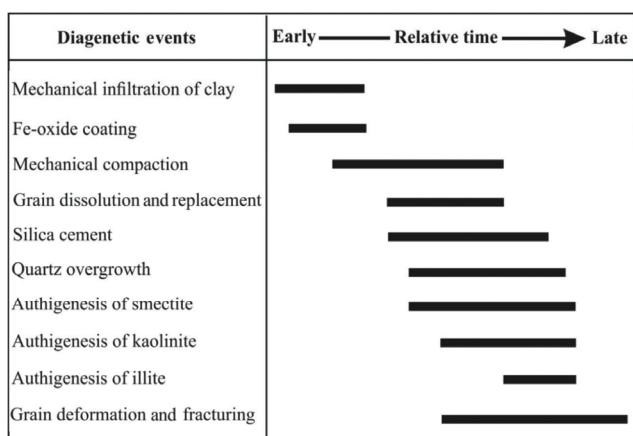 Diagenetic events
Early Relative time Late
Mechanical infiltration of clay
Fe-oxide coating
Mechanical compaction
Grain dissolution and replacement
Silica cement
Quartz overgrowth
Authigenesis of smectite
Authigenesis of kaolinite
Authigenesis of illite
Grain deformation and fracturing